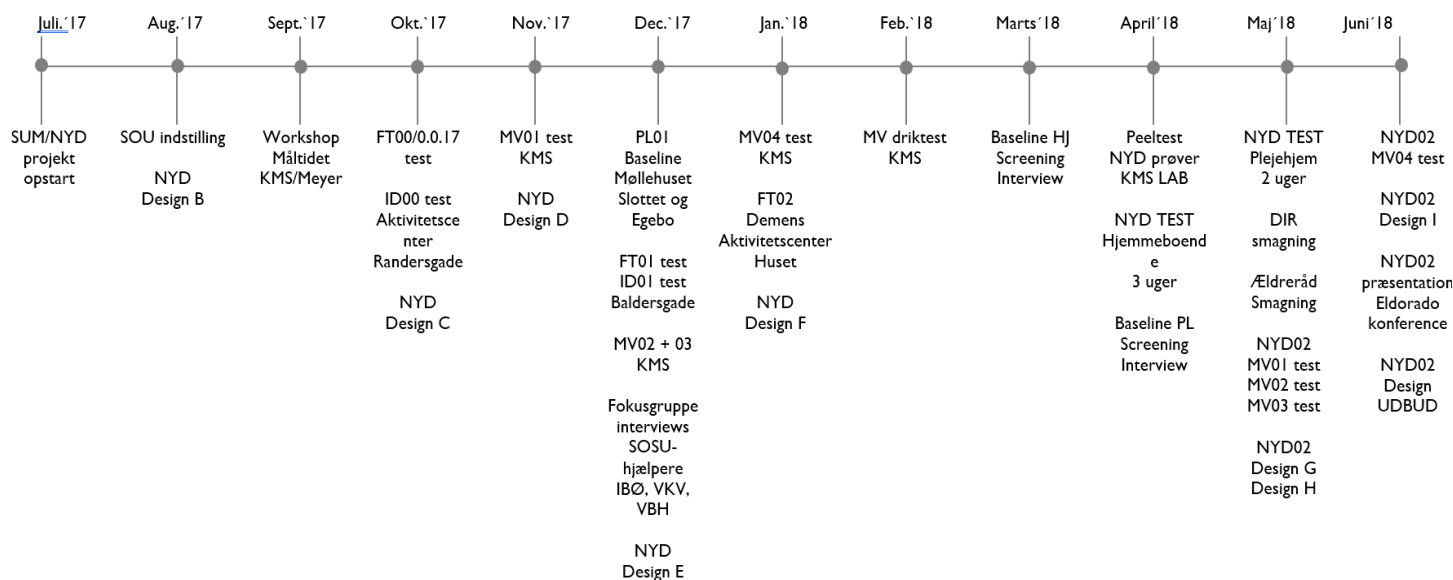 Juli.´17
Aug.´17
Sept.`17
Okt.`17
Nov.`17
Dec.`17
Jan.`18
Feb.`18
Marts´18
April´18
Maj´18
Juni´18
SUM/NYD
projekt
opstart
SOU indstilling
NYD
Design B
Workshop
Måltidet
KMS/Meyer
FT00/0.0.17
test
ID00 test
Aktivitetsce
nter
Randersgade
NYD
Design C
MV01 test
KMS
NYD
Design D
PL01
Baseline
Møllehuset
Slottet og
Egebo
FT01 test
ID01 test
Baldersgade
MV02 + 03
KMS
Fokusgruppe
interviews
SOSU-
hjælpere
IBØ, VKV,
VBH
NYD
Design E
MV04 test
KMS
FT02
Demens
Aktivitetscenter
Huset
NYD
Design F
MV driktest
KMS
Baseline HJ
Screening
Interview
Peeltest
NYD prøver
KMS LAB
NYD TEST
Hjemmeboend
e
3 uger
Baseline PL
Screening
Interview
NYD TEST
Plejehjem
2 uger
DIR
smagning
Ældreråd
Smagning
NYD02
MV01 test
MV02 test
MV03 test
NYD02
Design G
Design H
NYD02
MV04 test
NYD02
Design I
NYD02
præsentation
Eldorado
konference
NYD02
Design
UDBUD